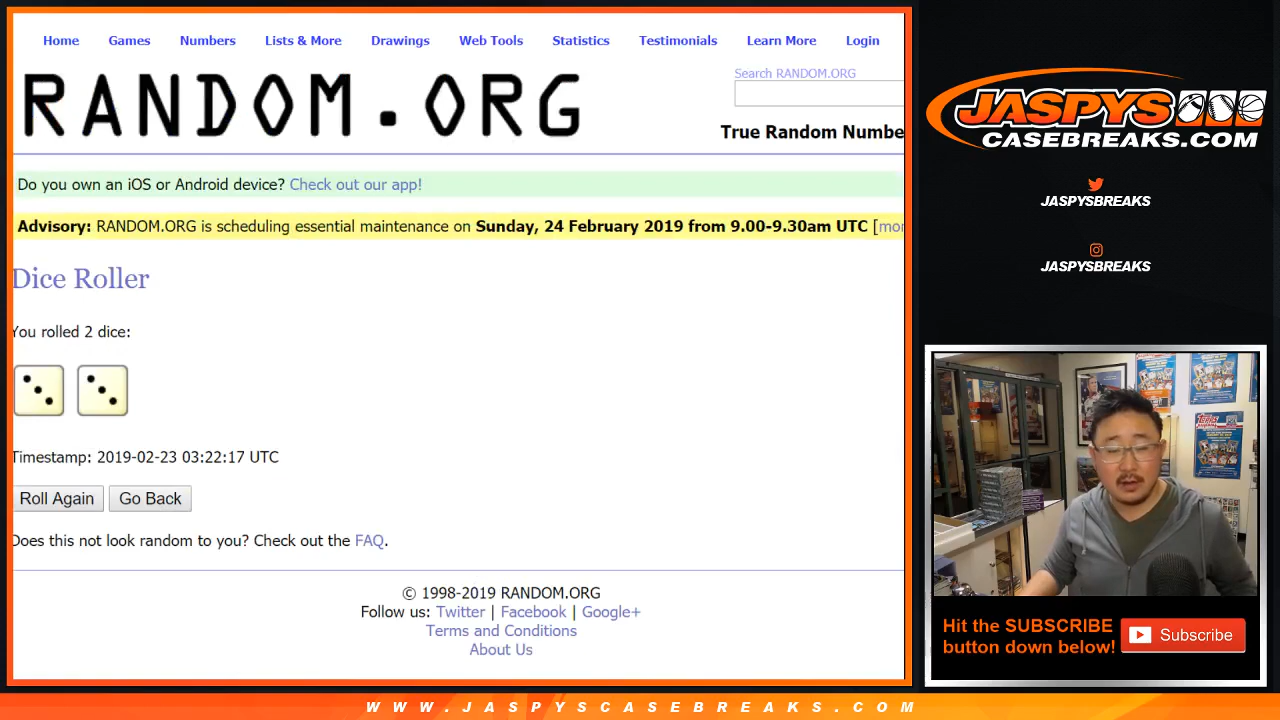 Home Games Numbers Lists & More Drawings Web Tools Statistics Testimonials Learn More Login
RANDOM.ORG
Search RANDOM.ORG
True Random Numbe
Do you own an iOS or Android device? Check out our app!
Advisory: RANDOM.ORG is scheduling essential maintenance on Sunday, 24 February 2019 from 9.00-9.30am UTC [mor
Dice Roller
You rolled 2 dice:
Timestamp: 2019-02-23 03:22:17 UTC
Roll Again Go Back
Does this not look random to you? Check out the FAQ.
© 1998-2019 RANDOM.ORG
Follow us: Twitter | Facebook | Google+
Terms and Conditions
About Us
JASPYS
CASEBREAKS.COM
JASPYSBREAKS
JASPYSBREAKS
Hit the SUBSCRIBE
button down below!
Subscribe
WWW.JASPYSCASEBREAKS.COM